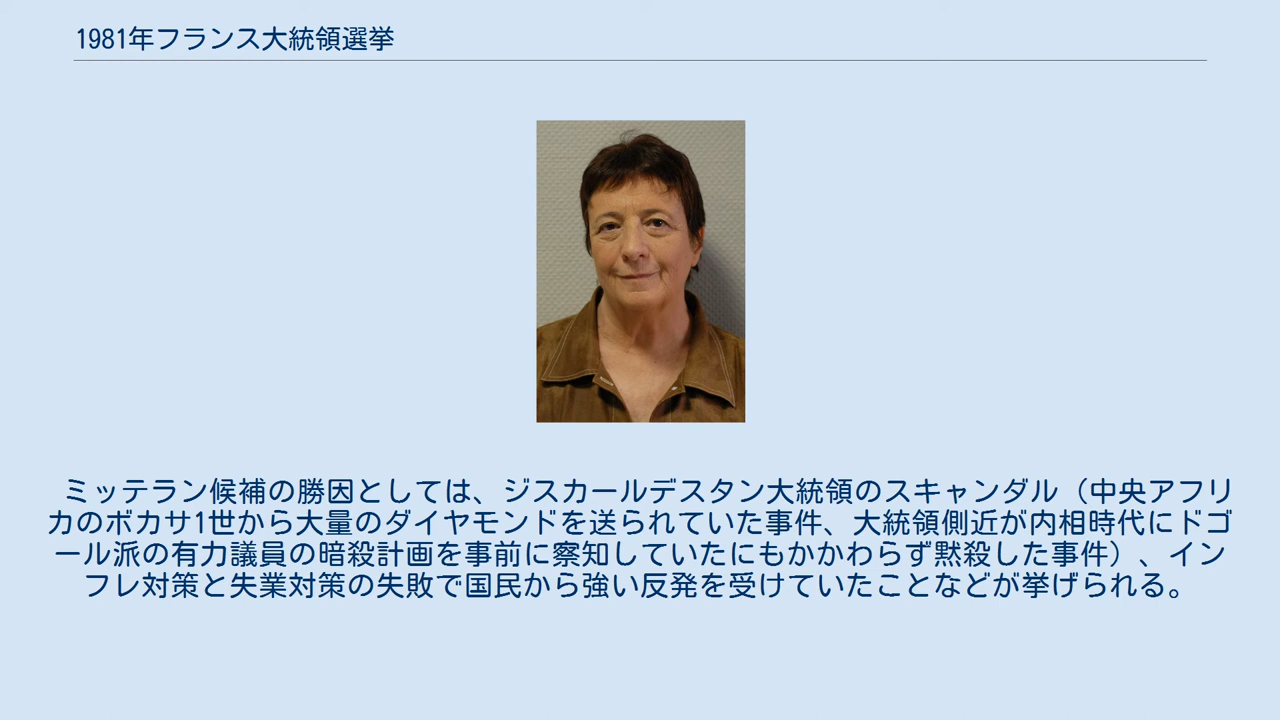 1981年フランス大統領選挙
ミッテラン候補の勝因としては、ジスカールデスタン大統領のスキャンダル（中央アフリ
カのボカサ1世から大量のダイヤモンドを送られていた事件、大統領側近が内相時代にドゴ
ール派の有力議員の暗殺計画を事前に察知していたにもかかわらず黙殺した事件）、イン
フレ対策と失業対策の失敗で国民から強い反発を受けていたことなどが挙げられる。